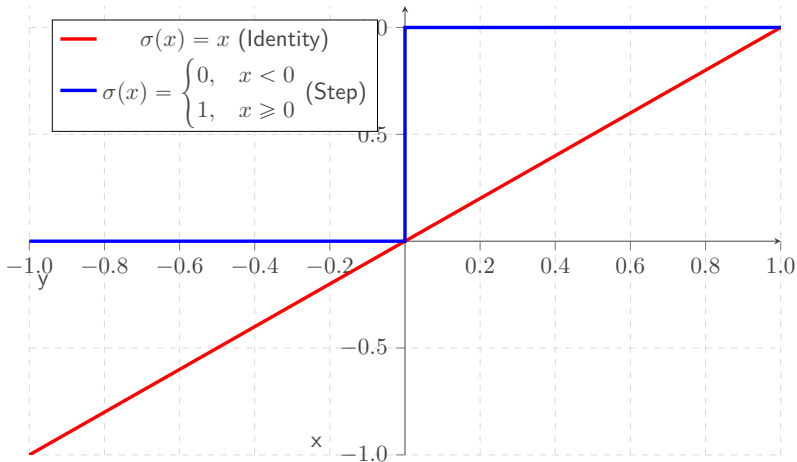 σ(x) = x (Identity)
σ(x) = {0, x < 0
1, x ⩾ 0 (Step)
.0
0.5
−1.0 −0.8 −0.6 −0.4 −0.2 0.2 0.4 0.6 0.8 1.0
y
−0.5
x
−1.0